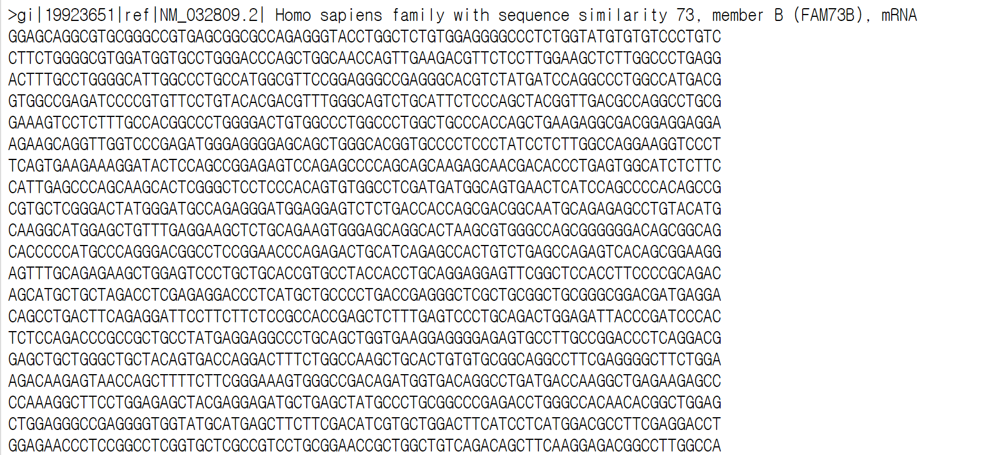 >gi|19923651|ref|NM_032809.2| Homo sapiens family with sequence similarity 73, member B (FAM73B), mRNA
GGAGCAGGCGTGCGGGCCGTGAGCGGCGCCAGAGGGTACCTGGCTCTGTGGAGGGGCCCTCTGGTATGTGTGTCCCTGTC
CTTCTGGGGCGTGGATGGTGCCTGGGACCCAGCTGGCAACCAGTTGAAGACGTTCTCCTTGGAAGCTCTTGGCCCTGAGG
ACTTTGCCTGGGGCATTGGCCCTGCCATGGCGTTCCGGAGGGCCGAGGGCACGTCTATGATCCAGGCCCTGGCCATGACG
GTGGCCGAGATCCCCGTGTTCCTGTACACGACGTTTGGGCAGTCTGCATTCTCCCAGCTACGGTTGACGCCAGGCCTGCG
GAAAGTCCTCTTTGCCACGGCCCTGGGGACTGTGGCCCTGGCCCTGGCTGCCCACCAGCTGAAGAGGCGACGGAGGAGGA
AGAAGCAGGTTGGTCCCGAGATGGGAGGGGAGCAGCTGGGCACGGTGCCCCTCCCTATCCTCTTGGCCAGGAAGGTCCCT
TCAGTGAAGAAAGGATACTCCAGCCGGAGAGTCCAGAGCCCCAGCAGCAAGAGCAACGACACCCTGAGTGGCATCTCTTC
CATTGAGCCCAGCAAGCACTCGGGCTCCTCCCACAGTGTGGCCTCGATGATGGCAGTGAACTCATCCAGCCCCACAGCCG
CGTGCTCGGGACTATGGGATGCCAGAGGGATGGAGGAGTCTCTGACCACCAGCGACGGCAATGCAGAGAGCCTGTACATG
CAAGGCATGGAGCTGTTTGAGGAAGCTCTGCAGAAGTGGGAGCAGGCACTAAGCGTGGGCCAGCGGGGGGACAGCGGCAG
CACCCCCATGCCCAGGGACGGCCTCCGGAACCCAGAGACTGCATCAGAGCCACTGTCTGAGCCAGAGTCACAGCGGAAGG
AGTTTGCAGAGAAGCTGGAGTCCCTGCTGCACCGTGCCTACCACCTGCAGGAGGAGTTCGGCTCCACCTTCCCCGCAGAC
AGCATGCTGCTAGACCTCGAGAGGACCCTCATGCTGCCCCTGACCGAGGGCTCGCTGCGGCTGCGGGCGGACGATGAGGA
CAGCCTGACTTCAGAGGATTCCTTCTTCTCCGCCACCGAGCTCTTTGAGTCCCTGCAGACTGGAGATTACCCGATCCCAC
TCTCCAGACCCGCCGCTGCCTATGAGGAGGCCCTGCAGCTGGTGAAGGAGGGGAGAGTGCCTTGCCGGACCCTCAGGACG
GAGCTGCTGGGCTGCTACAGTGACCAGGACTTTCTGGCCAAGCTGCACTGTGTGCGGCAGGCCTTCGAGGGGCTTCTGGA
AGACAAGAGTAACCAGCTTTTCTTCGGGAAAGTGGGCCGACAGATGGTGACAGGCCTGATGACCAAGGCTGAGAAGAGCC
CCAAAGGCTTCCTGGAGAGCTACGAGGAGATGCTGAGCTATGCCCTGCGGCCCGAGACCTGGGCCACAACACGGCTGGAG
CTGGAGGGCCGAGGGGTGGTATGCATGAGCTTCTTCGACATCGTGCTGGACTTCATCCTCATGGACGCCTTCGAGGACCT
GGAGAACCCTCCGGCCTCGGTGCTCGCCGTCCTGCGGAACCGCTGGCTGTCAGACAGCTTCAAGGAGACGGCCTTGGCCA